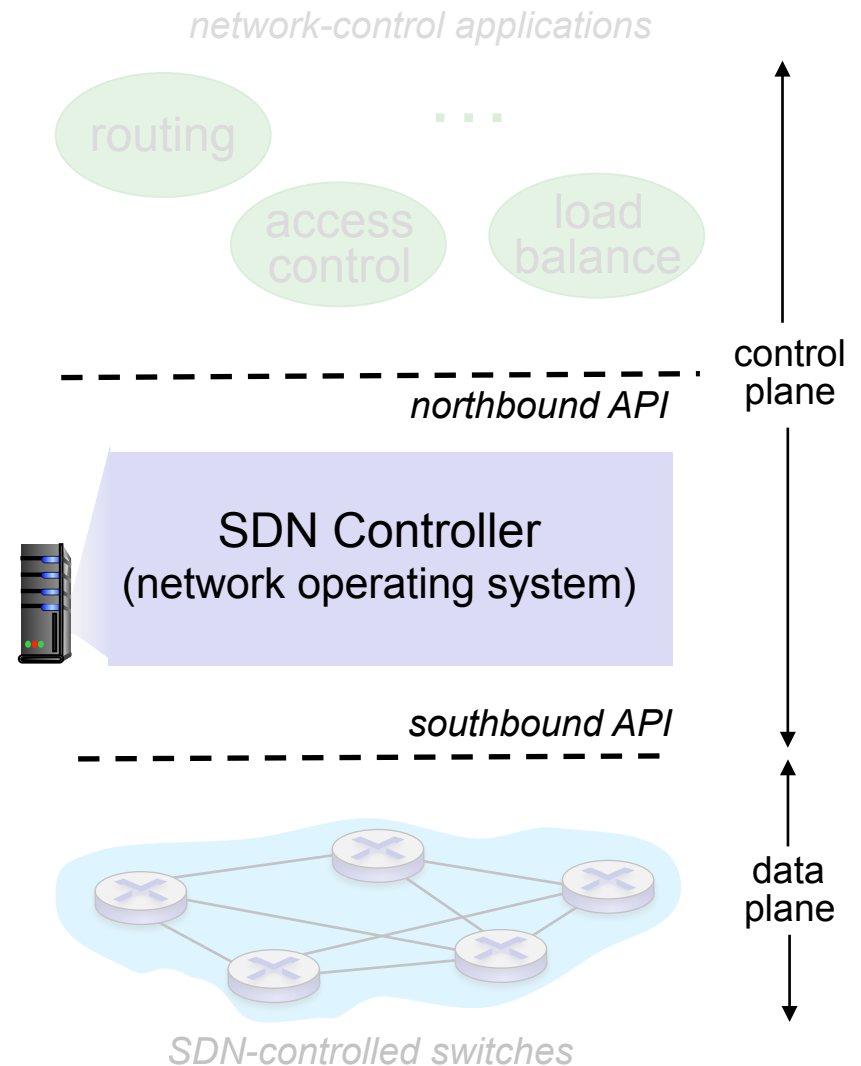 network-control applications
routing
...
access
control
load
balance
control
plane
northbound API
SDN Controller
(network operating system)
southbound API
data
plane
SDN-controlled switches